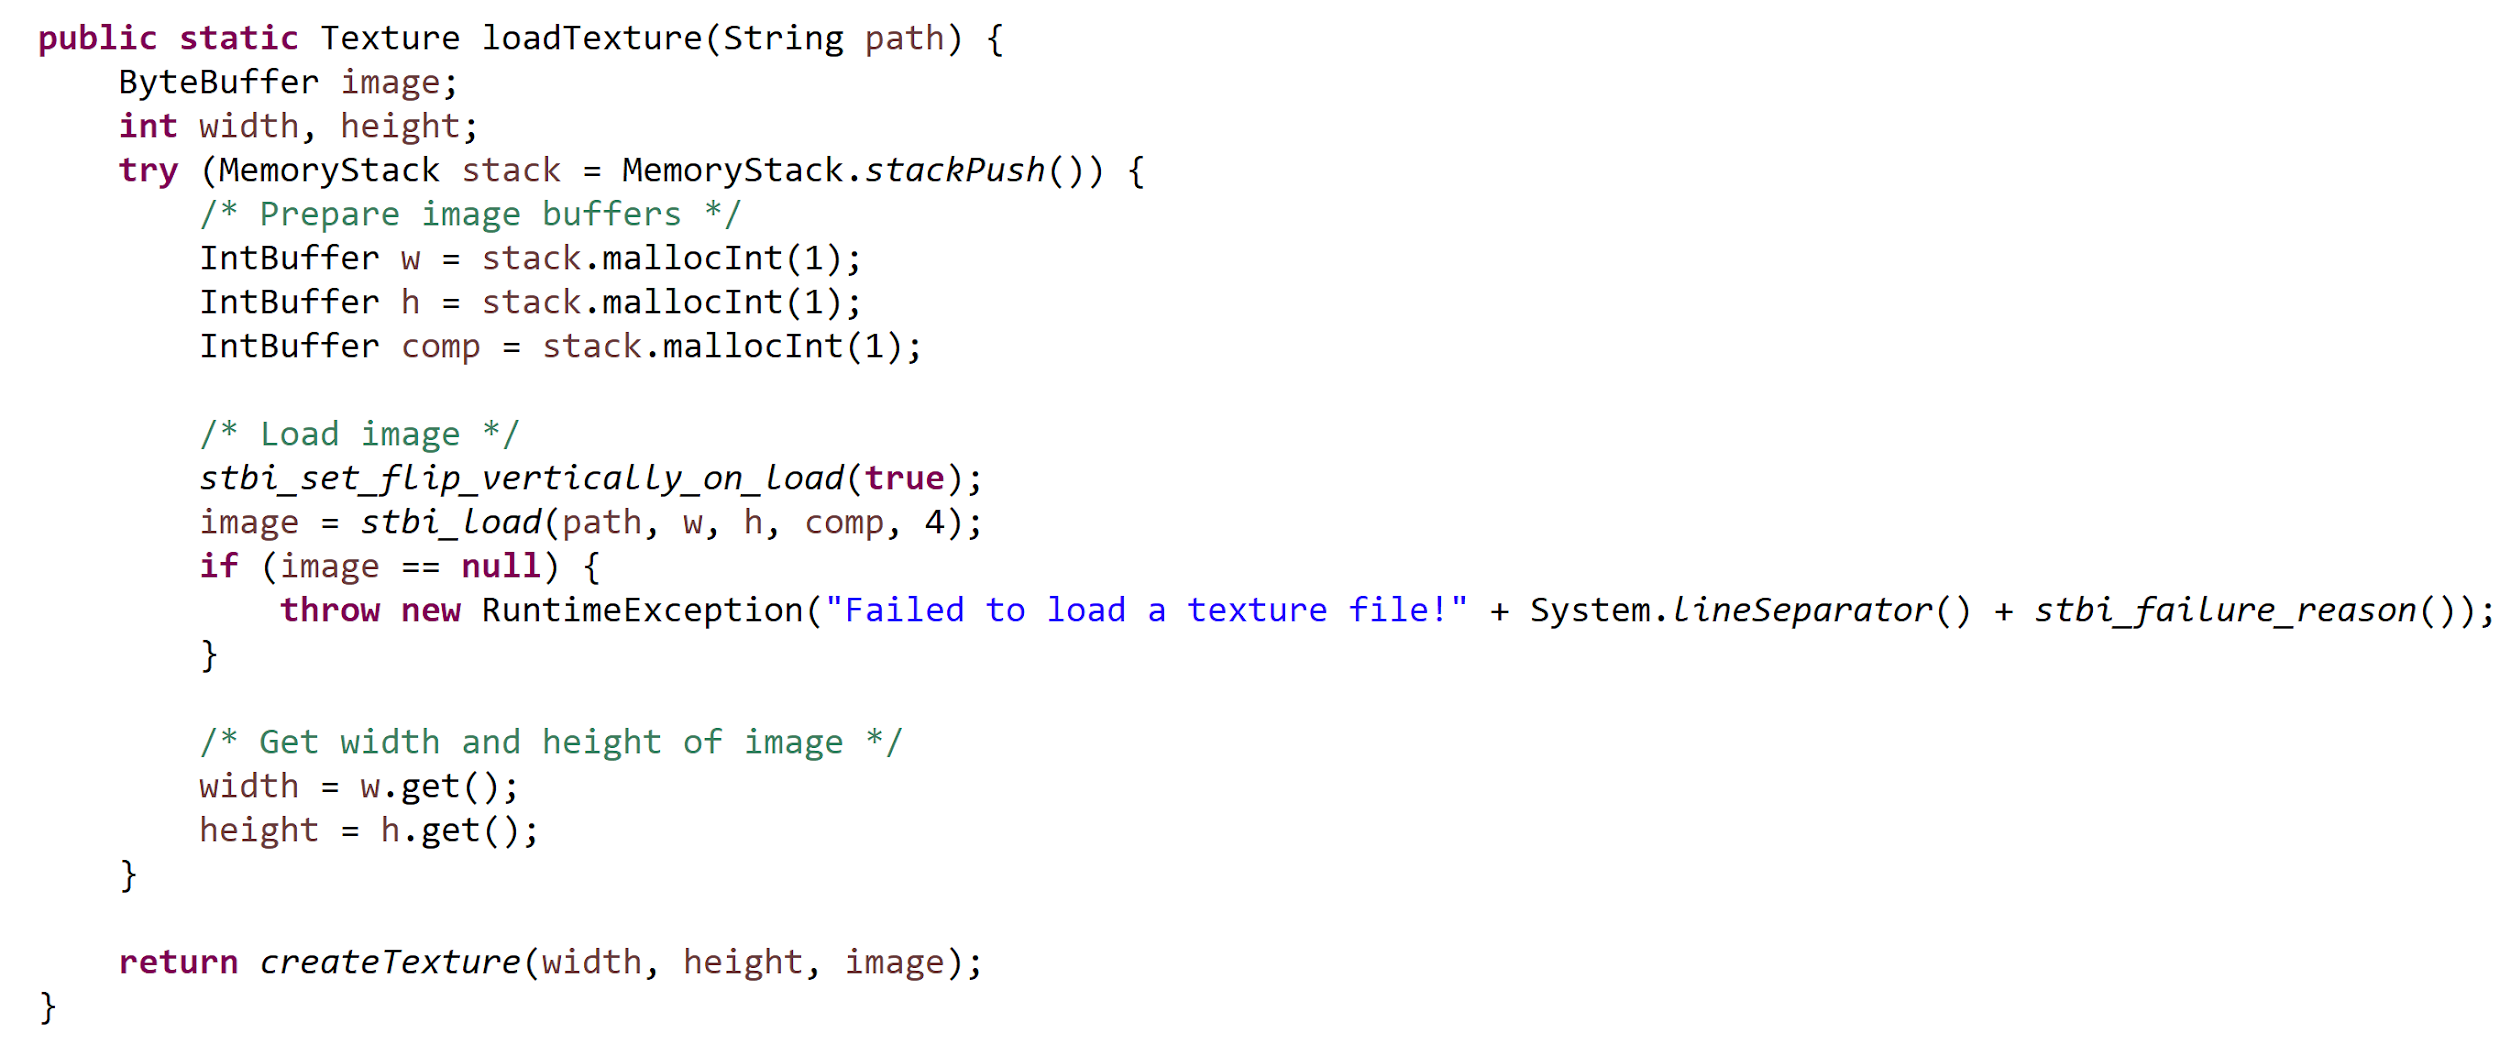 public static Texture loadTexture(String path) {
    ByteBuffer image;
    int width, height;
    try (MemoryStack stack = MemoryStack.stackPush()) {
        /* Prepare image buffers */
        IntBuffer w = stack.mallocInt(1);
        IntBuffer h = stack.mallocInt(1);
        IntBuffer comp = stack.mallocInt(1);

        /* Load image */
        stbi_set_flip_vertically_on_load(true);
        image = stbi_load(path, w, h, comp, 4);
        if (image == null) {
            throw new RuntimeException("Failed to load a texture file!" + System.lineSeparator() + stbi_failure_reason());
        }

        /* Get width and height of image */
        width = w.get();
        height = h.get();
    }

    return createTexture(width, height, image);
}